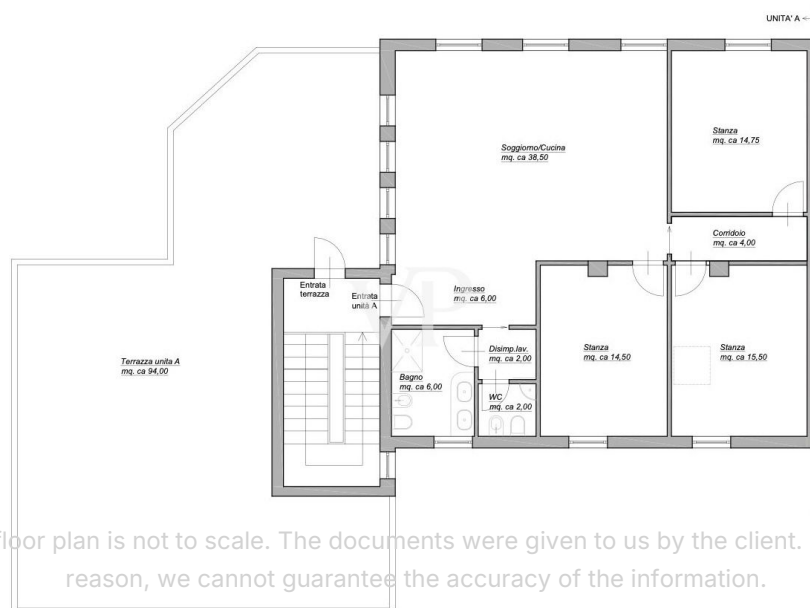 UNITA' A
Stanza
mq. ca 14,75
Soggiorno/Cucina
mq. ca 38,50
Corridoio
mq. ca 4,00
Entrata
terrazza
Entrata
unità A
Ingresso
mq. ca 6,00
Terrazza unita A
mq. ca 94,00
Disimp.lav.
mq. ca 2,00
Stanza
mq. ca 14,50
Stanza
mq. ca 15,50
Bagno
mq. ca 6,00
WC
mq. ca 2,00
VP
floor plan is not to scale. The documents were given to us by the client.
reason, we cannot guarantee the accuracy of the information.